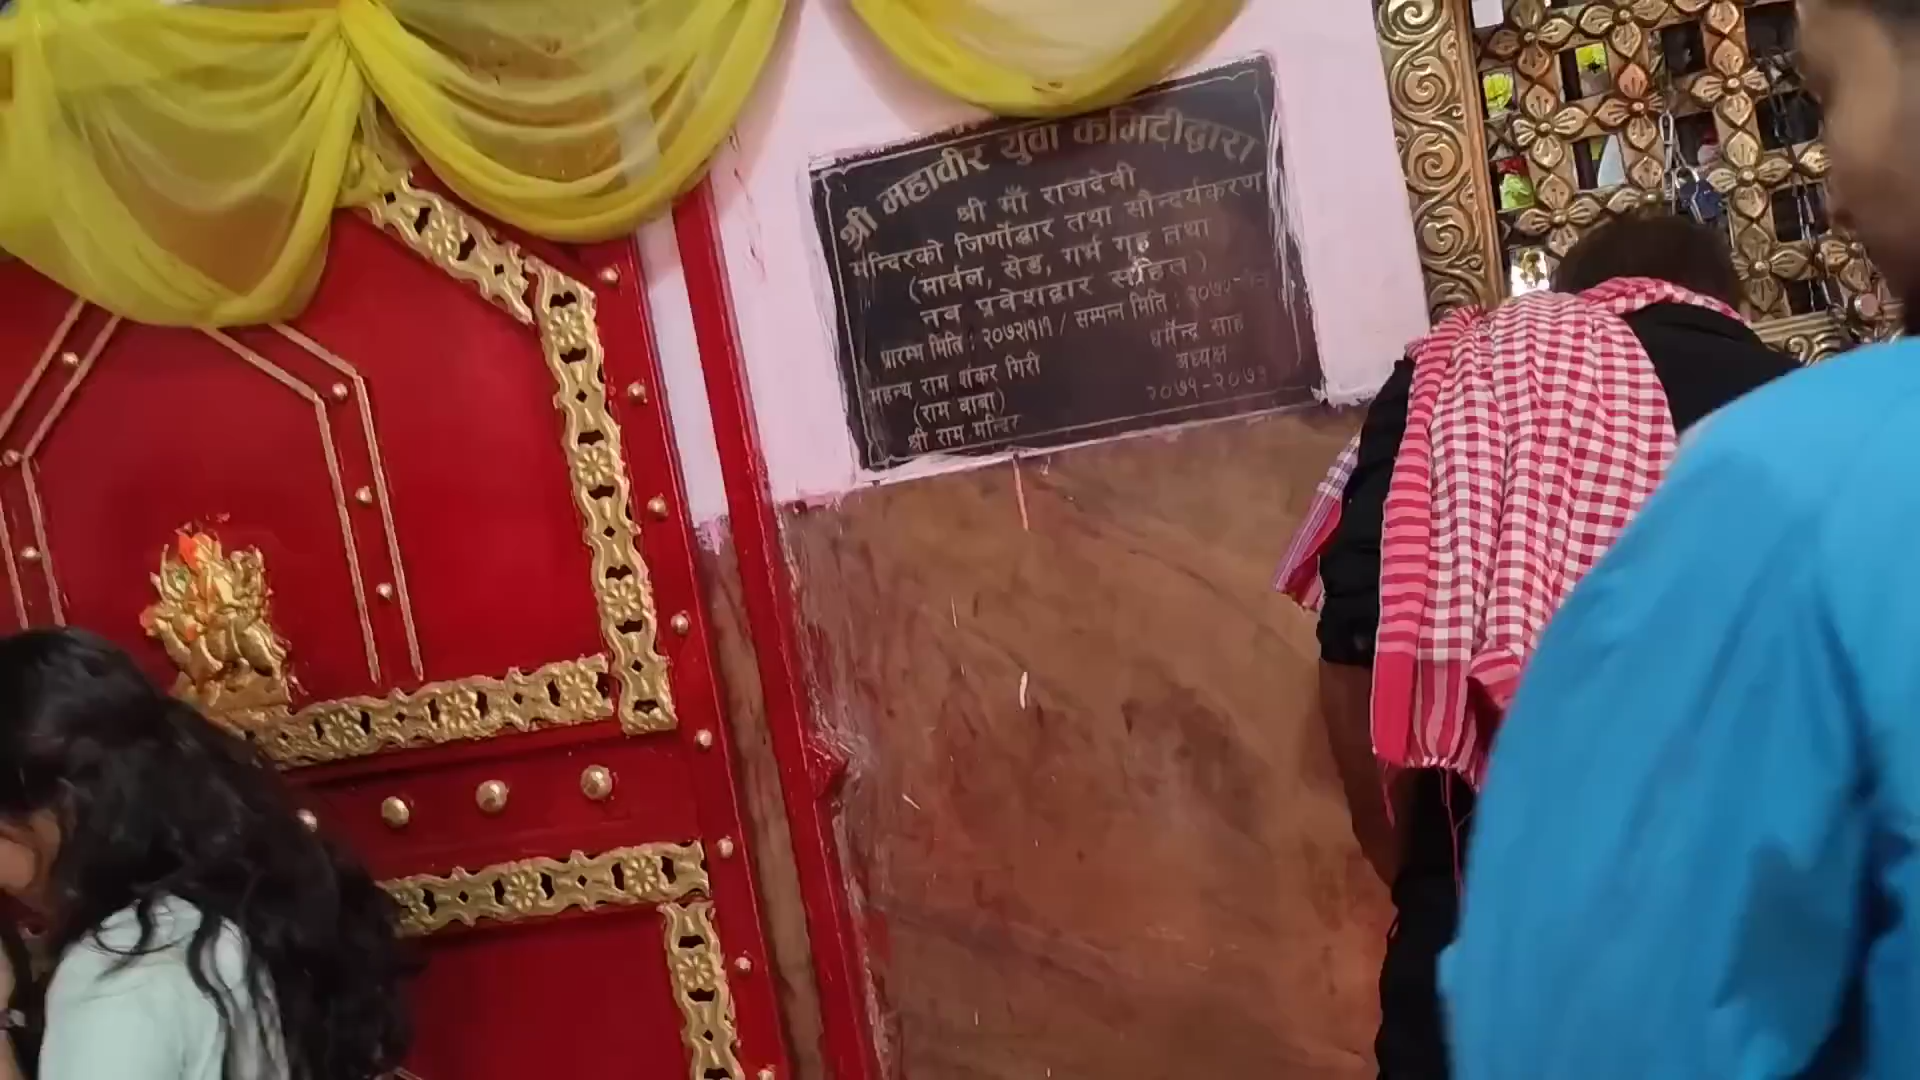 श्री महावीर युवा कमिटीद्वारा
श्री माँ राजदेवी
मन्दिरको जिर्णोद्धार तथा सौन्दर्यकरण
(मार्वल, सेड, गर्भ गृह तथा
नव प्रवेशद्वार सहित)
प्रारम्भ मिति : २०७२।१।१ / सम्पन्न मिति :
महन्थ राम शंकर गिरी
(राम बाबा)
श्री राम मन्दिर
धर्मेन्द्र साह
अध्यक्ष